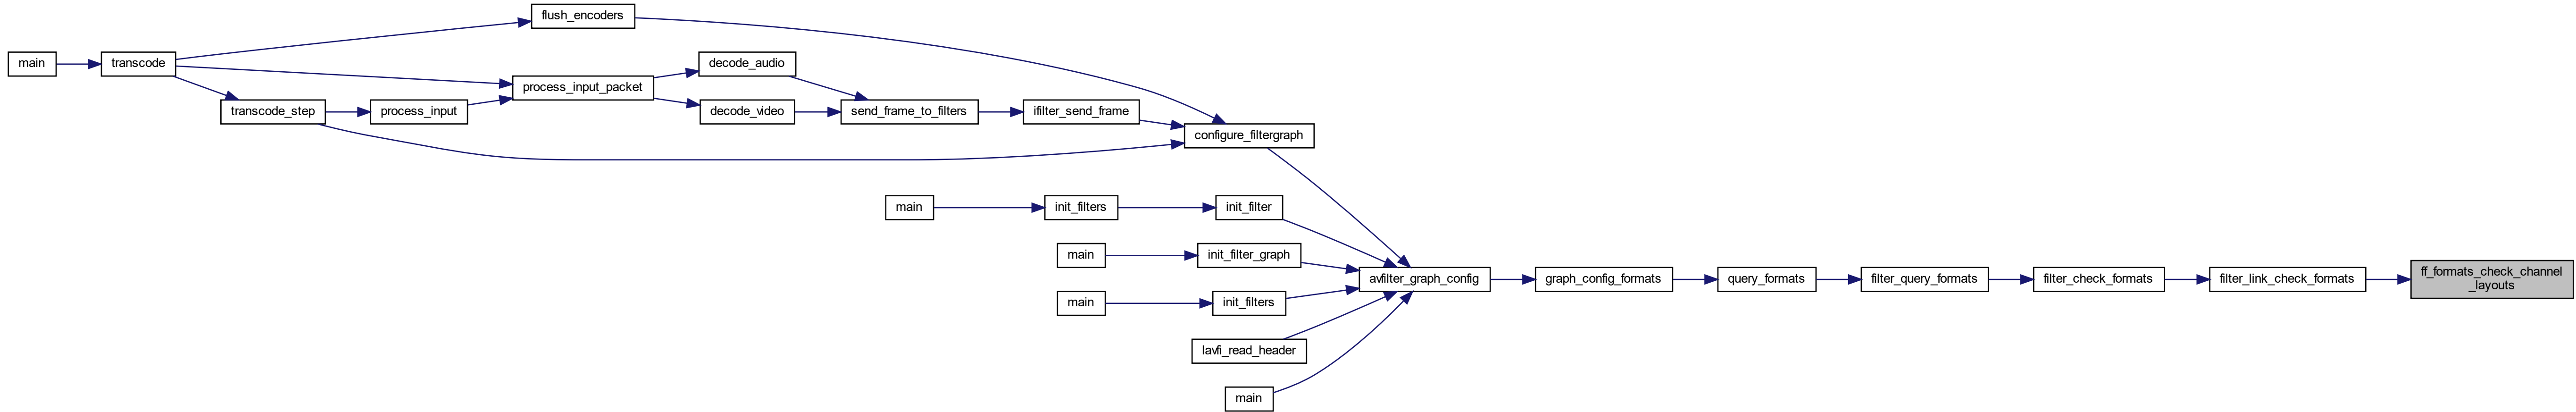 flush_encoders
main
transcode
decode_audio
process_input_packet
transcode_step
process_input
decode_video
send_frame_to_filters
ifilter_send_frame
configure_filtergraph
main
init_filters
init_filter
main
init_filter_graph
avfilter_graph_config
graph_config_formats
query_formats
filter_query_formats
filter_check_formats
filter_link_check_formats
ff_formats_check_channel
_layouts
main
init_filters
lavfi_read_header
main